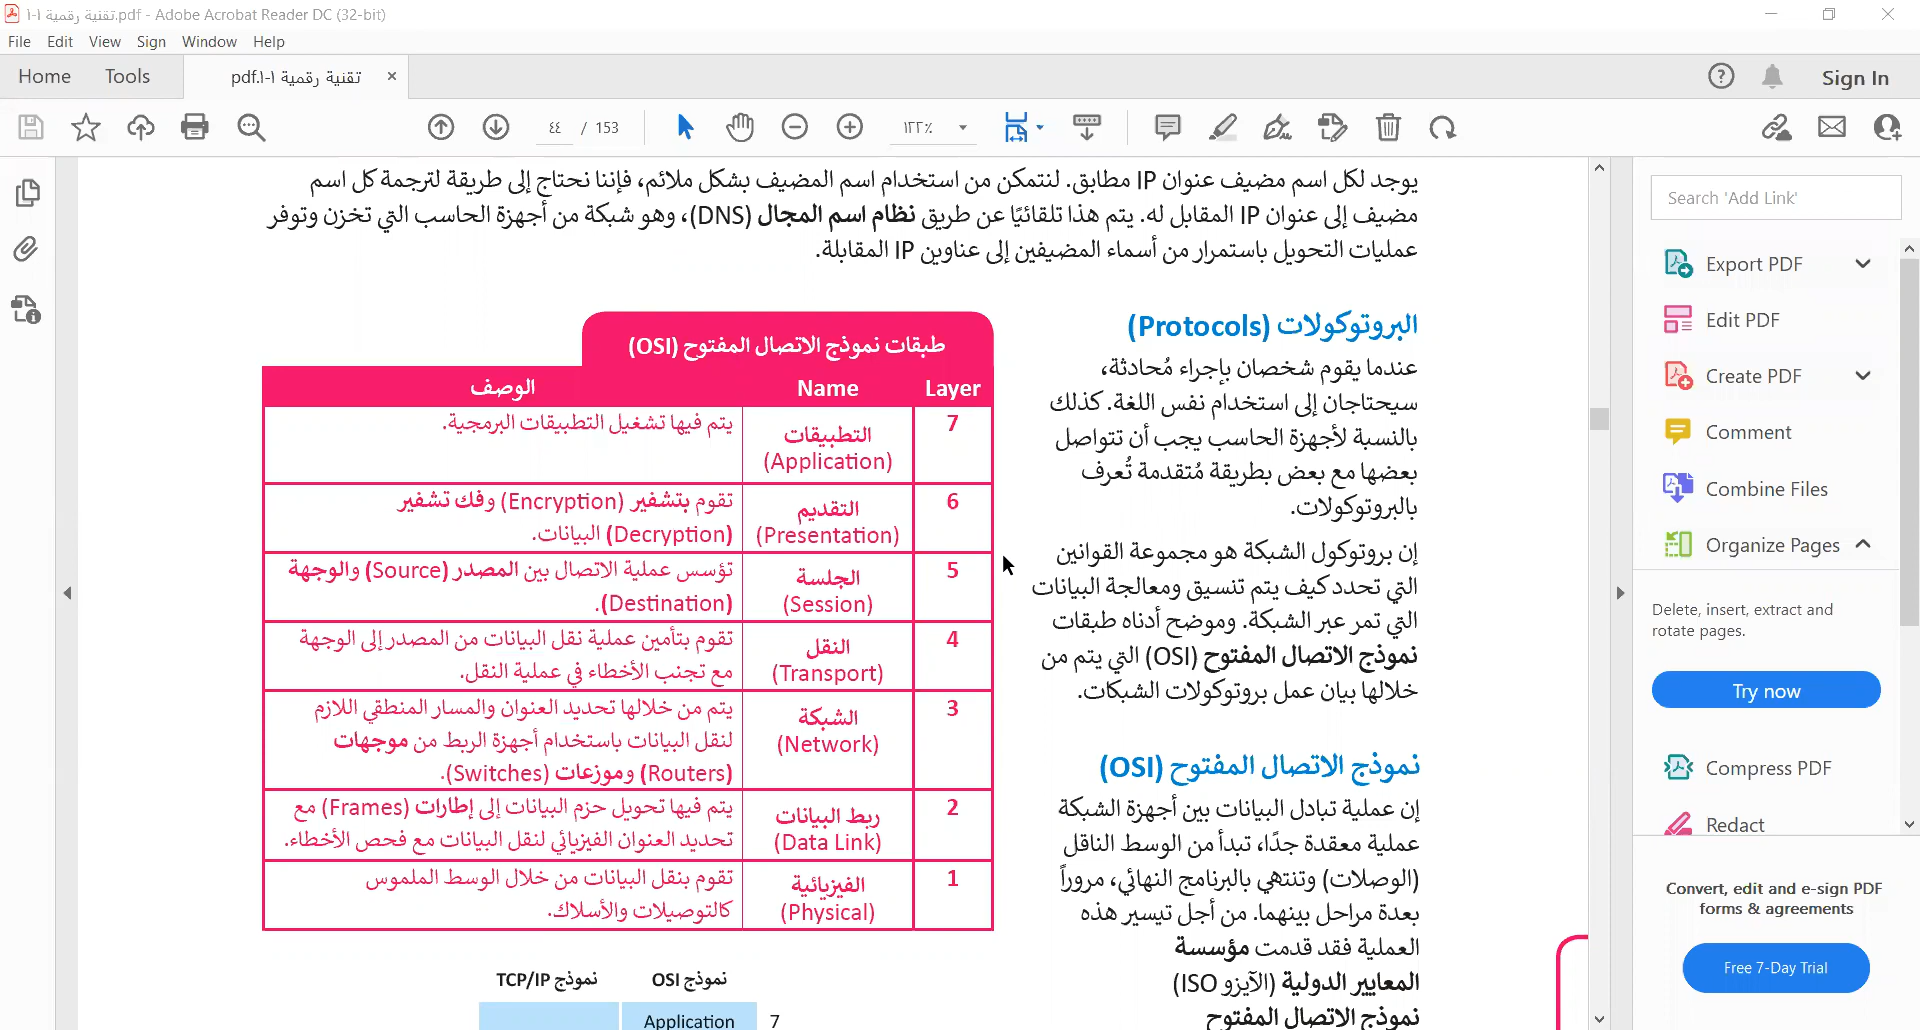 تقنية رقمية ١-١.pdf - Adobe Acrobat Reader DC (32-bit)
File Edit View Sign Window Help
Home Tools تقنية رقمية ١-١.pdf × Sign In
٤٤ / 153 ١٢٢٪
يوجد لكل اسم مضيف عنوان IP مطابق. لنتمكن من استخدام اسم المضيف بشكل ملائم، فإننا نحتاج إلى طريقة لترجمة كل اسم
مضيف إلى عنوان IP المقابل له. يتم هذا تلقائيًا عن طريق نظام اسم المجال (DNS)، وهو شبكة من أجهزة الحاسب التي تخزن وتوفر
عمليات التحويل باستمرار من أسماء المضيفين إلى عناوين IP المقابلة.
البروتوكولات (Protocols)
عندما يقوم شخصان بإجراء مُحادثة،
سيحتاجان إلى استخدام نفس اللغة. كذلك
بالنسبة لأجهزة الحاسب يجب أن تتواصل
بعضها مع بعض بطريقة مُتقدمة تُعرف
بالبروتوكولات.
إن بروتوكول الشبكة هو مجموعة القوانين
التي تحدد كيف يتم تنسيق ومعالجة البيانات
التي تمر عبر الشبكة. وموضح أدناه طبقات
نموذج الاتصال المفتوح (OSI) التي يتم من
خلالها بيان عمل بروتوكولات الشبكات.
نموذج الاتصال المفتوح (OSI)
إن عملية تبادل البيانات بين أجهزة الشبكة
عملية معقدة جدًا، تبدأ من الوسط الناقل
(الوصلات) وتنتهي بالبرنامج النهائي، مروراً
بعدة مراحل بينهما. من أجل تيسير هذه
العملية فقد قدمت مؤسسة
المعايير الدولية (الآيزو ISO)
نموذج الاتصال المفتوح
طبقات نموذج الاتصال المفتوح (OSI)
Layer Name الوصف
7 التطبيقات يتم فيها تشغيل التطبيقات البرمجية.
(Application)
6 التقديم تقوم بتشفير (Encryption) وفك تشفير
(Presentation) (Decryption) البيانات.
5 الجلسة تؤسس عملية الاتصال بين المصدر (Source) والوجهة
(Session) (Destination).
4 النقل تقوم بتأمين عملية نقل البيانات من المصدر إلى الوجهة
(Transport) مع تجنب الأخطاء في عملية النقل.
3 الشبكة يتم من خلالها تحديد العنوان والمسار المنطقي اللازم
(Network) لنقل البيانات باستخدام أجهزة الربط من موجهات
(Routers) وموزعات (Switches).
2 ربط البيانات يتم فيها تحويل حزم البيانات إلى إطارات (Frames) مع
(Data Link) تحديد العنوان الفيزيائي لنقل البيانات مع فحص الأخطاء.
1 الفيزيائية تقوم بنقل البيانات من خلال الوسط الملموس
(Physical) كالتوصيلات والأسلاك.
نموذج OSI نموذج TCP/IP
7 Application
Search 'Add Link'
Export PDF
Edit PDF
Create PDF
Comment
Combine Files
Organize Pages
Delete, insert, extract and
rotate pages.
Try now
Compress PDF
Redact
Convert, edit and e-sign PDF
forms & agreements
Free 7-Day Trial